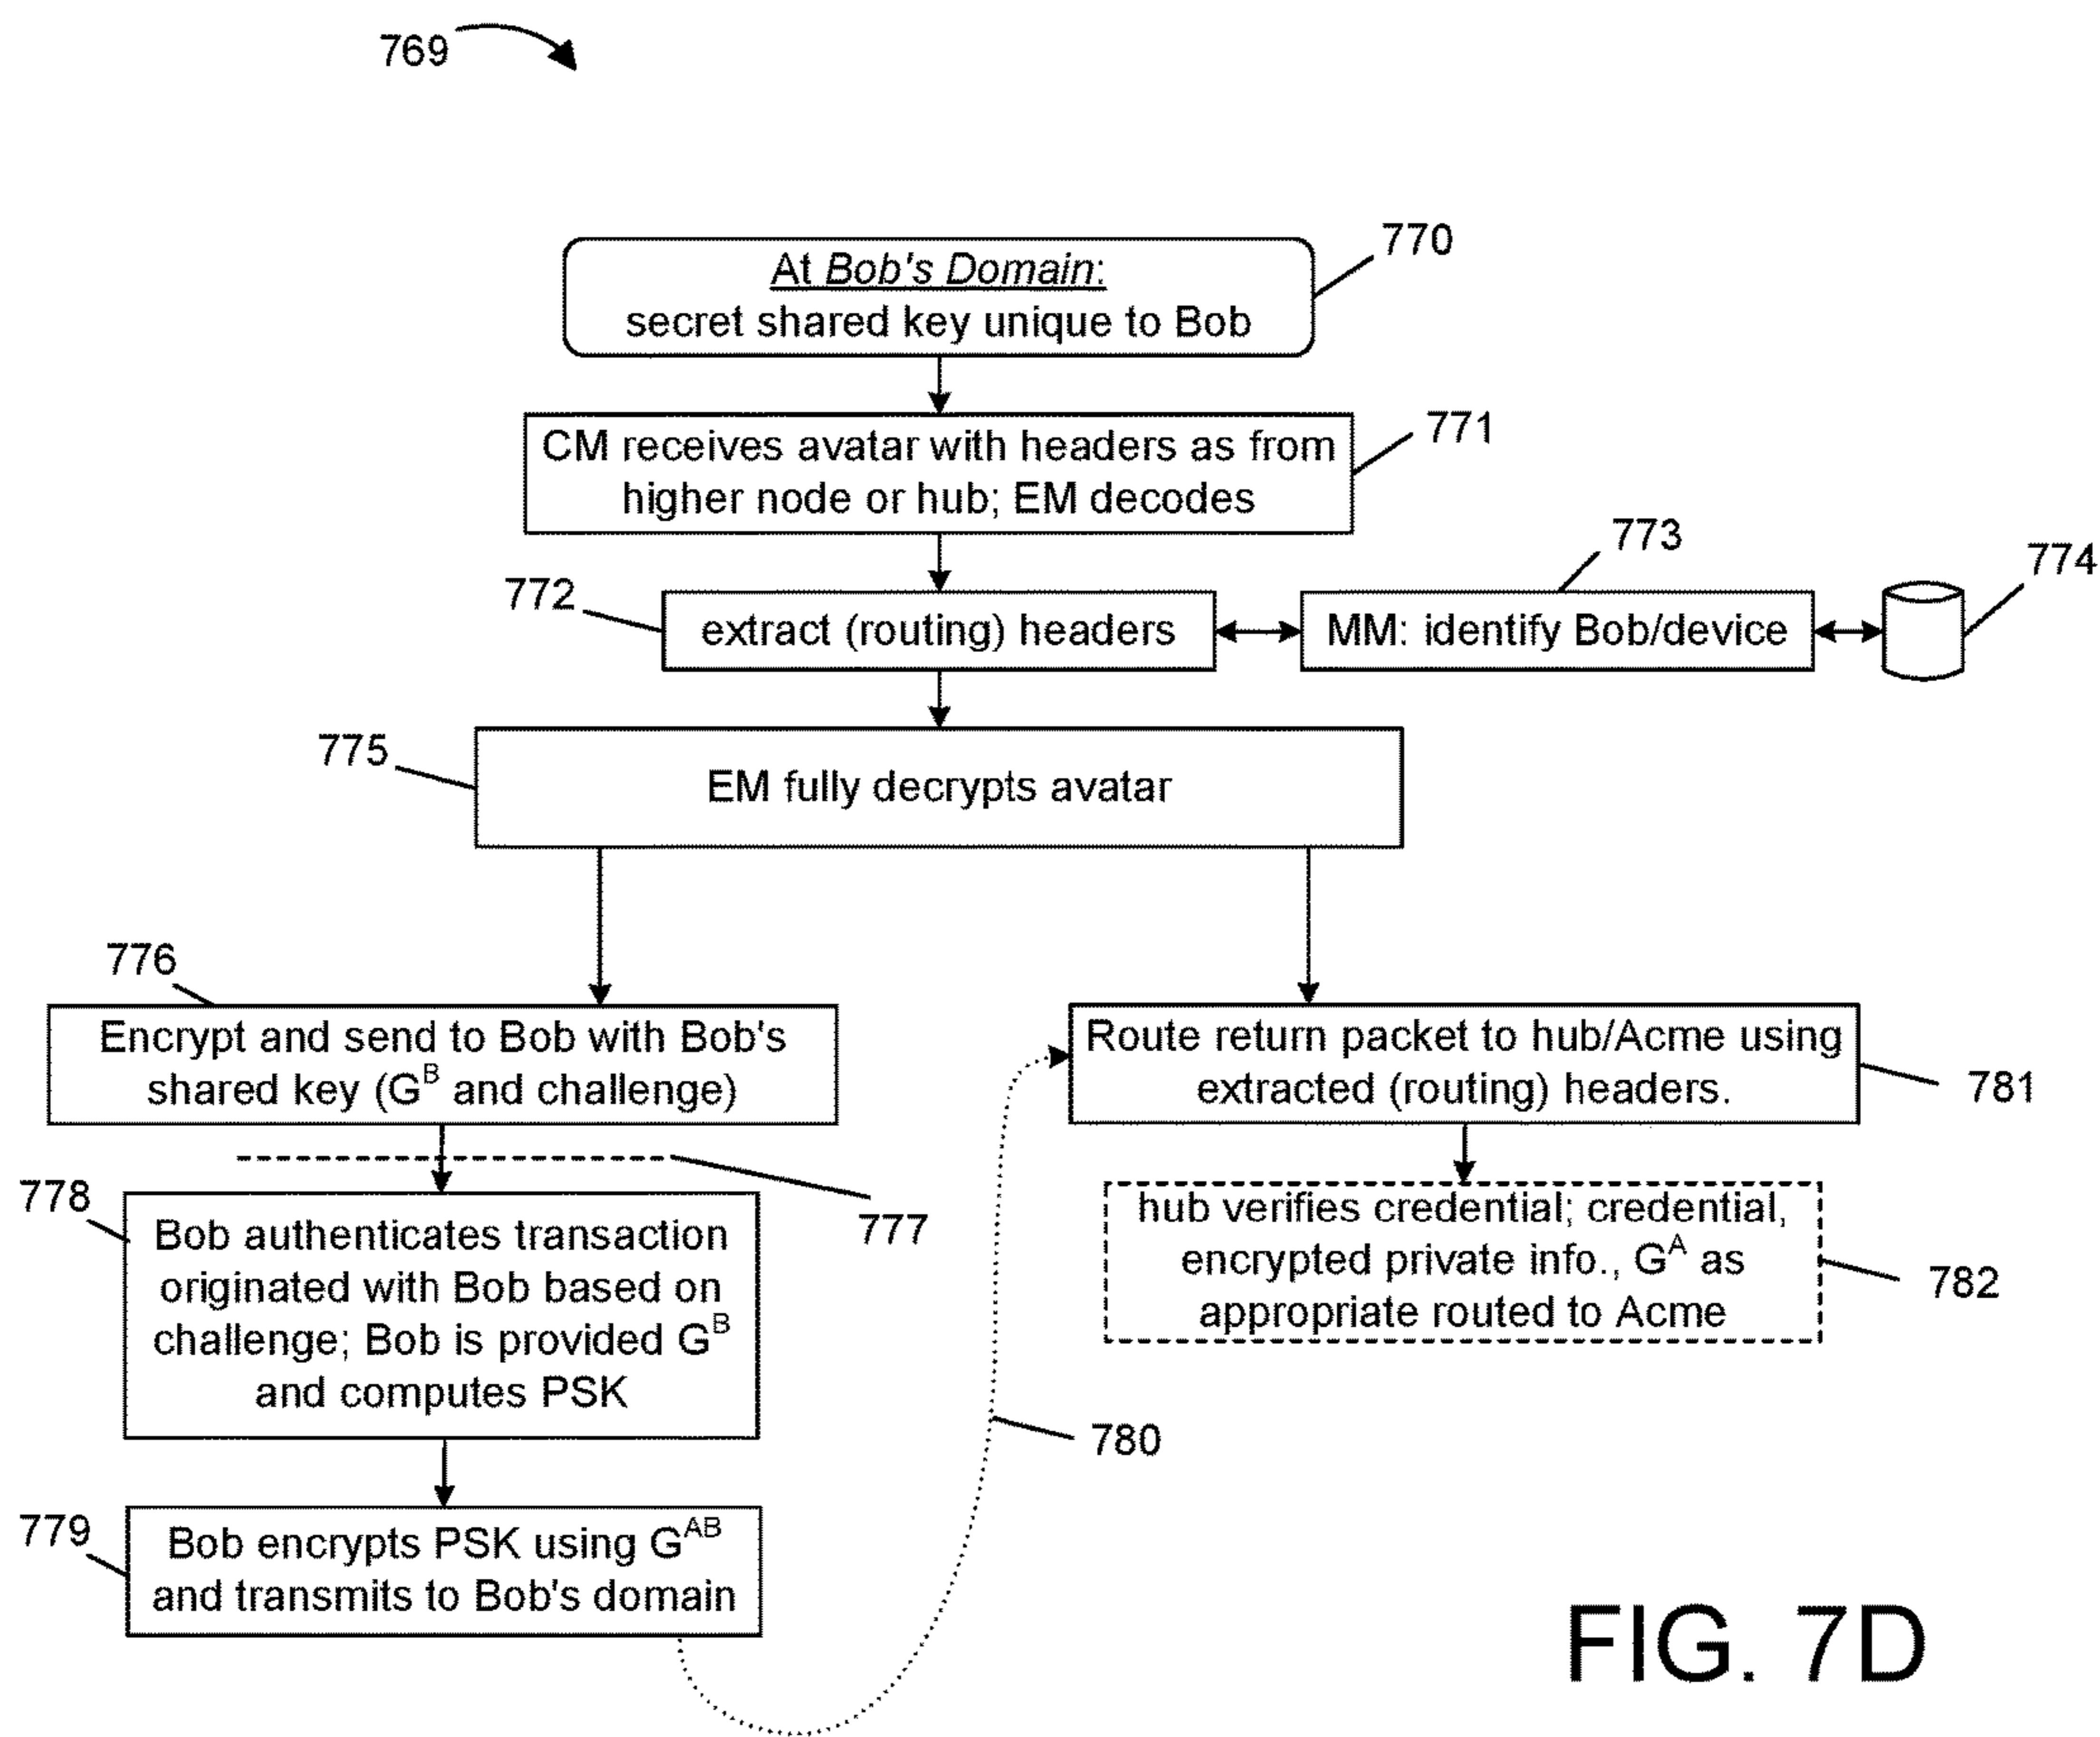 769
770
At Bob's Domain:
secret shared key unique to Bob
771
CM receives avatar with headers as from
higher node or hub; EM decodes
772
extract (routing) headers
773
MM: identify Bob/device
774
775
EM fully decrypts avatar
776
Encrypt and send to Bob with Bob's
shared key (G^B and challenge)
777
778
Bob authenticates transaction
originated with Bob based on
challenge; Bob is provided G^B
and computes PSK
779
Bob encrypts PSK using G^AB
and transmits to Bob's domain
780
Route return packet to hub/Acme using
extracted (routing) headers.
781
hub verifies credential; credential,
encrypted private info., G^A as
appropriate routed to Acme
782
FIG. 7D